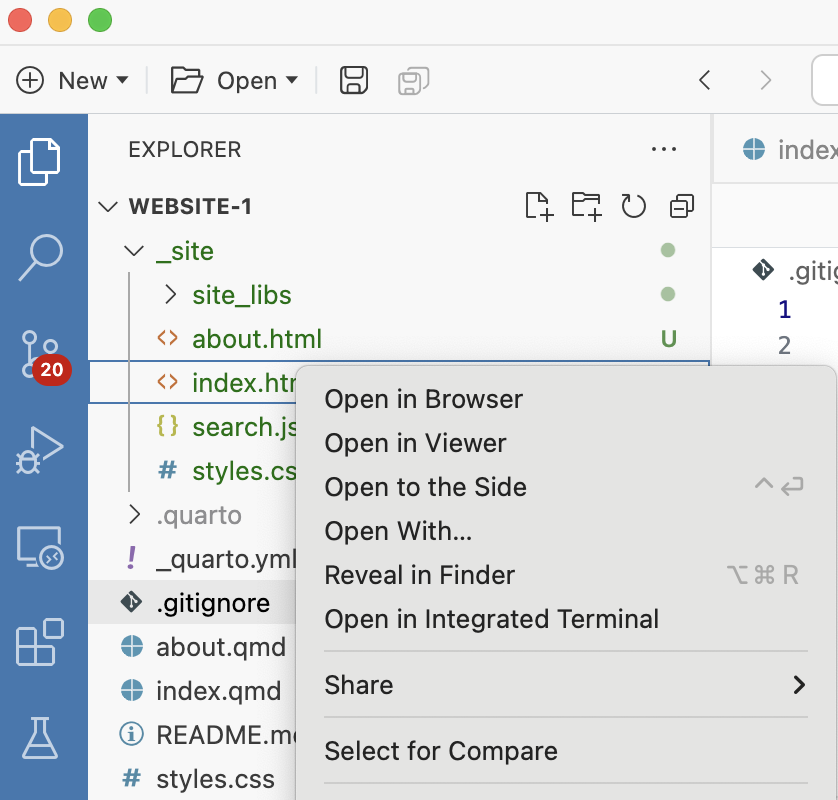 New Open
EXPLORER ...
WEBSITE-1
_site
site_libs
about.html U
index.htm
search.js
styles.cs
.quarto
_quarto.yml
.gitignore
about.qmd
index.qmd
README.m
styles.css
20
index
.gitig
1
2
Open in Browser
Open in Viewer
Open to the Side ^↩
Open With...
Reveal in Finder ⌥⌘R
Open in Integrated Terminal
Share
Select for Compare